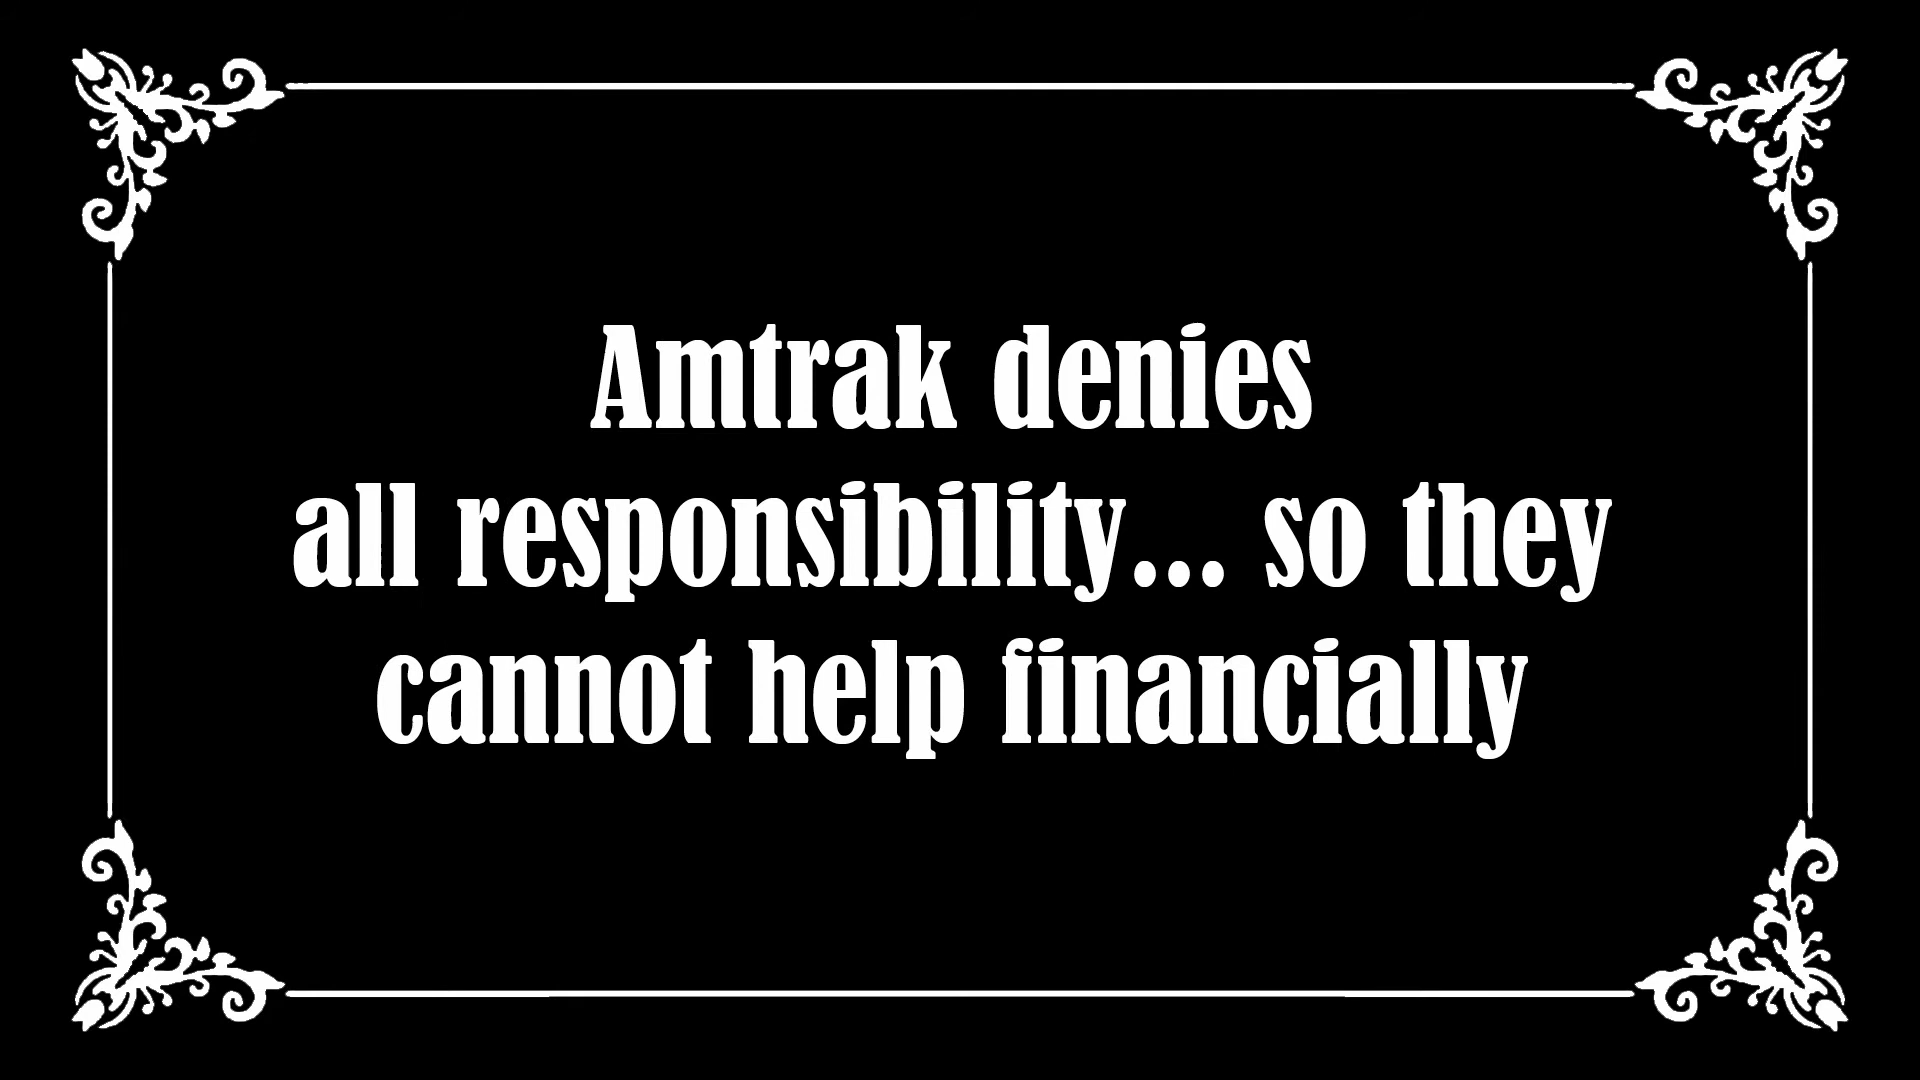 Amtrak denies
all responsibility... so they
cannot help financially